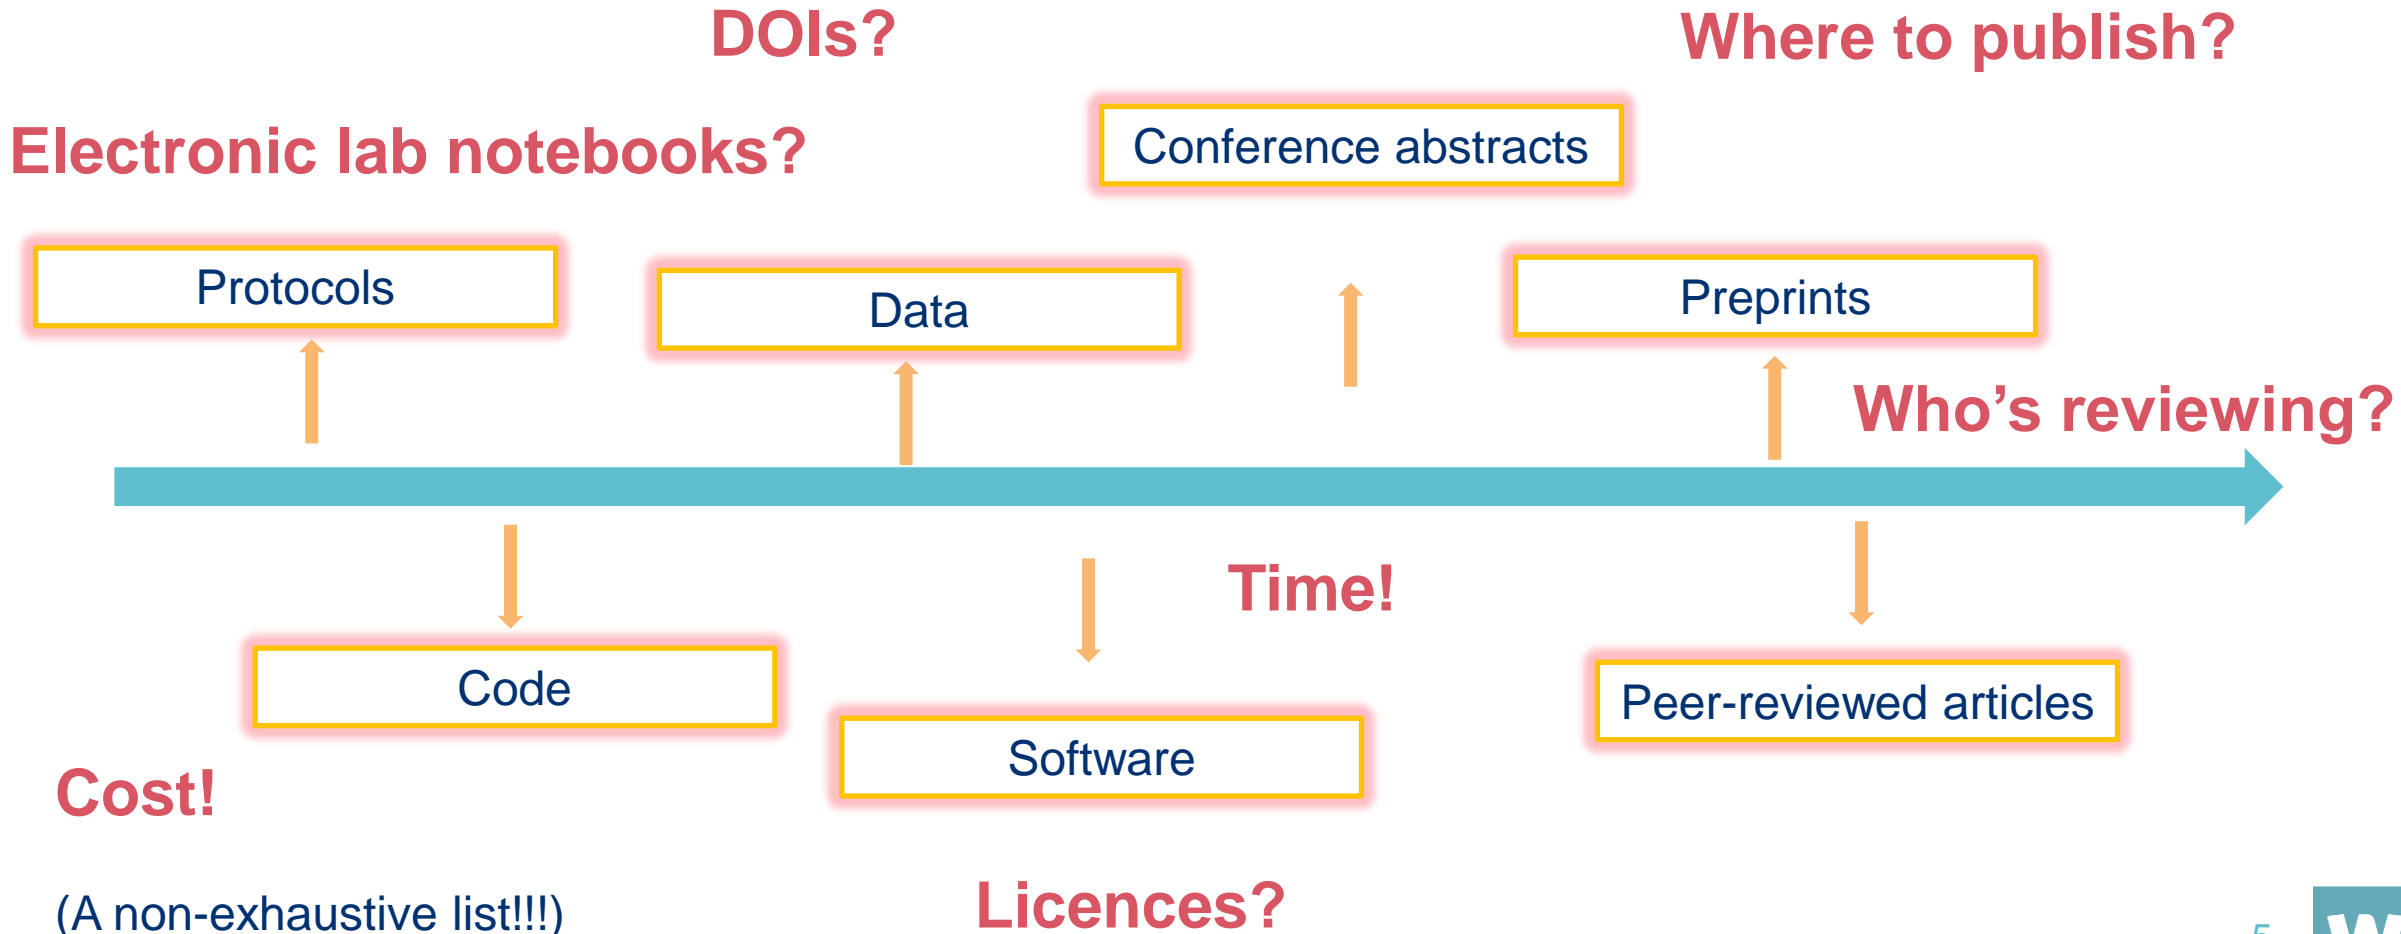 DOIs?
Where to publish?
Electronic lab notebooks?
Conference abstracts
Protocols
Data
Preprints
Who’s reviewing?
Time!
Code
Peer-reviewed articles
Software
Cost!
Licences?
(A non-exhaustive list!!!)
5